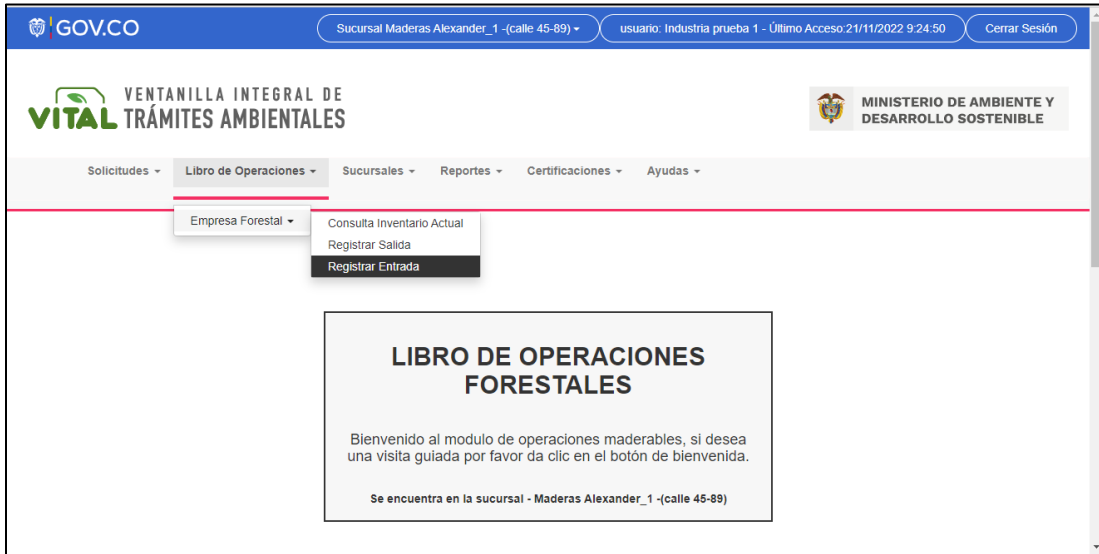 GOV.CO
Sucursal Maderas Alexander_1 -(calle 45-89)
usuario: Industria prueba 1 - Último Acceso:21/11/2022 9:24:50
Cerrar Sesión
VITAL
VENTANILLA INTEGRAL DE
TRÁMITES AMBIENTALES
MINISTERIO DE AMBIENTE Y
DESARROLLO SOSTENIBLE
Solicitudes
Libro de Operaciones
Sucursales
Reportes
Certificaciones
Ayudas
Empresa Forestal
Consulta Inventario Actual
Registrar Salida
Registrar Entrada
LIBRO DE OPERACIONES
FORESTALES
Bienvenido al modulo de operaciones maderables, si desea
una visita guiada por favor da clic en el botón de bienvenida.
Se encuentra en la sucursal - Maderas Alexander_1 -(calle 45-89)